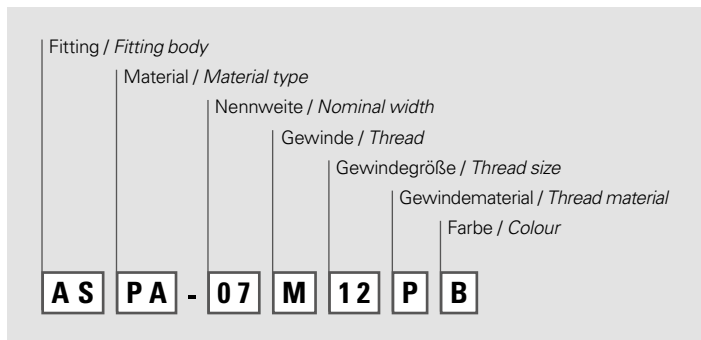 Fitting / Fitting body
Material / Material type
Nennweite / Nominal width
Gewinde / Thread
Gewindegröße / Thread size
Gewindematerial / Thread material
Farbe / Colour
AS PA - 07 M 12 P B